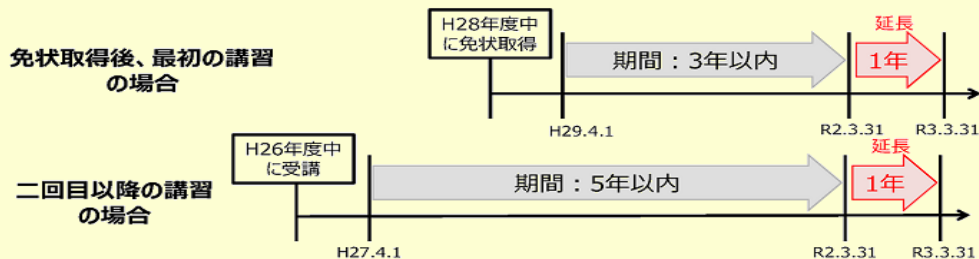 H28年度中
に免状取得
免状取得後、最初の講習
の場合
期間：3年以内
延長
1年
H29.4.1
R2.3.31
R3.3.31
H26年度中
に受講
二回目以降の講習
の場合
期間：5年以内
延長
1年
H27.4.1
R2.3.31
R3.3.31